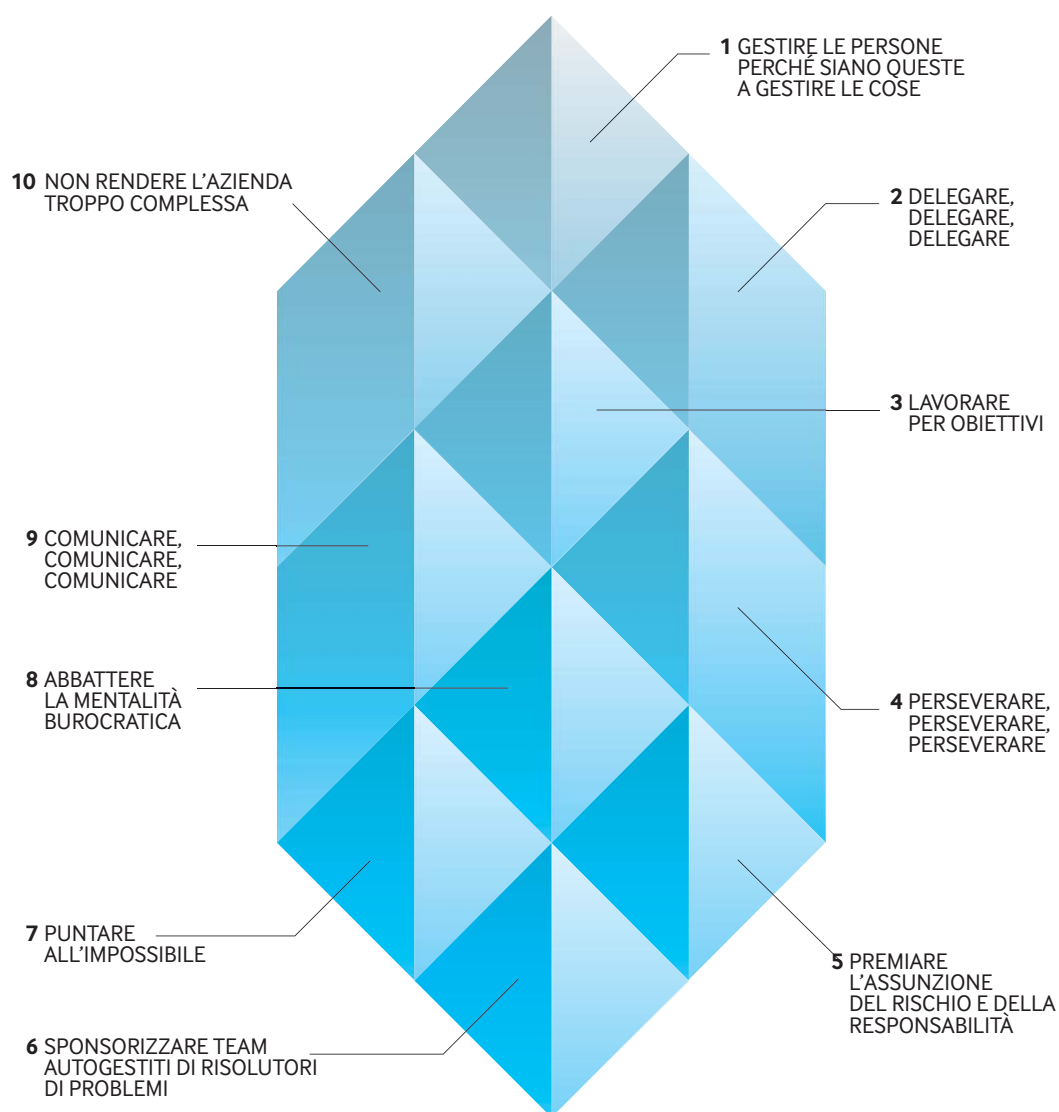 1 GESTIRE LE PERSONE
PERCHÉ SIANO QUESTE
A GESTIRE LE COSE
2 DELEGARE,
DELEGARE,
DELEGARE
3 LAVORARE
PER OBIETTIVI
4 PERSEVERARE,
PERSEVERARE,
PERSEVERARE
5 PREMIARE
L'ASSUNZIONE
DEL RISCHIO E DELLA
RESPONSABILITÀ
6 SPONSORIZZARE TEAM
AUTOGESTITI DI RISOLUTORI
DI PROBLEMI
7 PUNTARE
ALL'IMPOSSIBILE
8 ABBATTERE
LA MENTALITÀ
BUROCRATICA
9 COMUNICARE,
COMUNICARE,
COMUNICARE
10 NON RENDERE L'AZIENDA
TROPPO COMPLESSA